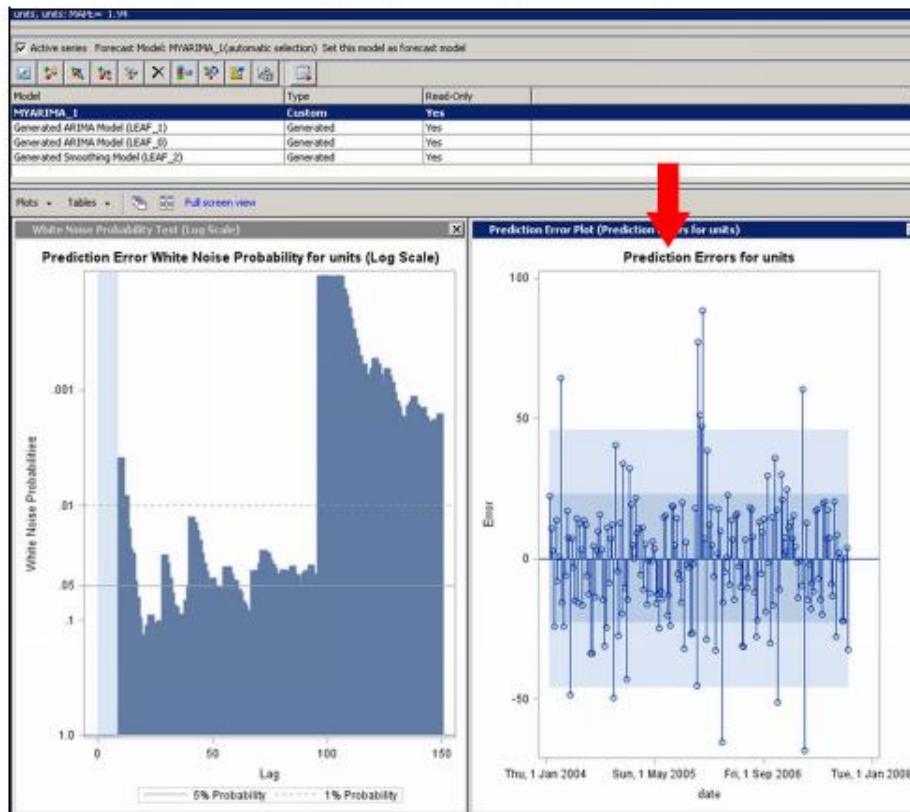 units, units: MAPE= 1.94
Active series Forecast Model: MYARIMA_1(automatic selection) Set this model as forecast model
Model Type Read-Only
MYARIMA_1 Custom Yes
Generated ARIMA Model (LEAF_1) Generated Yes
Generated ARIMA Model (LEAF_0) Generated Yes
Generated Smoothing Model (LEAF_2) Generated Yes
Plots Tables Full screen view
White Noise Probability Test (Log Scale)
Prediction Error White Noise Probability for units (Log Scale)
White Noise Probabilities
.001
.01
.05
.1
1.0
0 50 100 150
Lag
5% Probability 1% Probability
Prediction Error Plot (Prediction Errors for units)
Prediction Errors for units
Error
100
50
0
-50
Thu, 1 Jan 2004 Sun, 1 May 2005 Fri, 1 Sep 2006 Tue, 1 Jan 2008
date